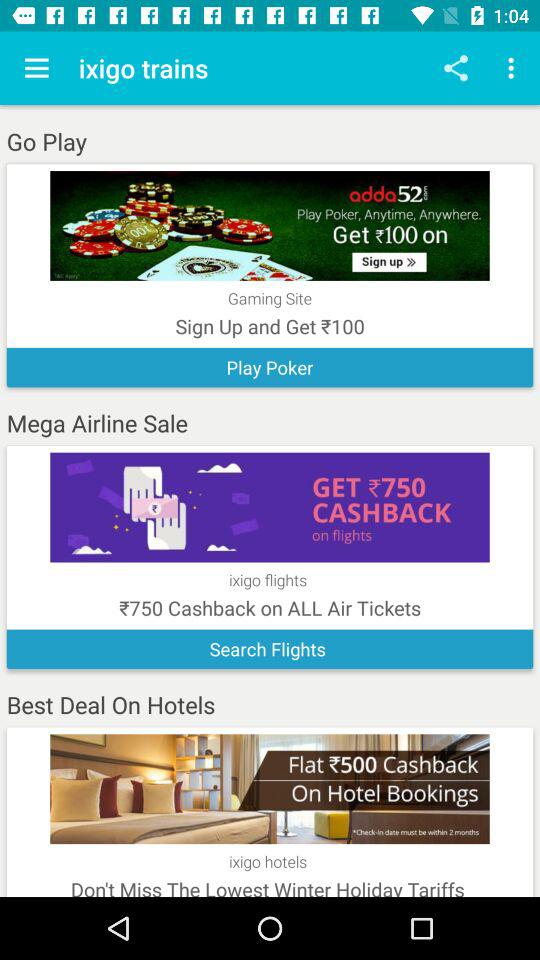 1:04
ixigo trains
Go Play
adda52.com
Play Poker, Anytime, Anywhere.
Get ₹100 on
Sign up »
*T&C Apply*
Gaming Site
Sign Up and Get ₹100
Play Poker
Mega Airline Sale
GET ₹750
CASHBACK
on flights
ixigo flights
₹750 Cashback on ALL Air Tickets
Search Flights
Best Deal On Hotels
Flat ₹500 Cashback
On Hotel Bookings
*Check-in date must be within 2 months
ixigo hotels
Don't Miss The Lowest Winter Holiday Tariffs